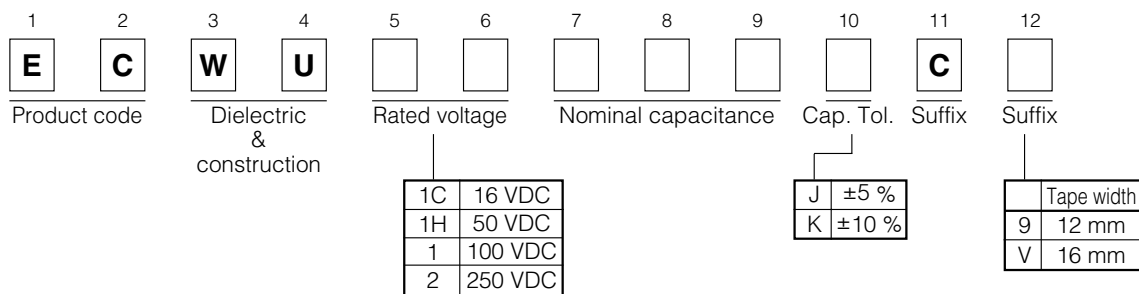 1 2 3 4 5 6 7 8 9 10 11 12
E C W U C
Product code Dielectric & construction Rated voltage Nominal capacitance Cap. Tol. Suffix Suffix
1C 16 VDC
1H 50 VDC
1 100 VDC
2 250 VDC
J ±5 %
K ±10 %
Tape width
9 12 mm
V 16 mm